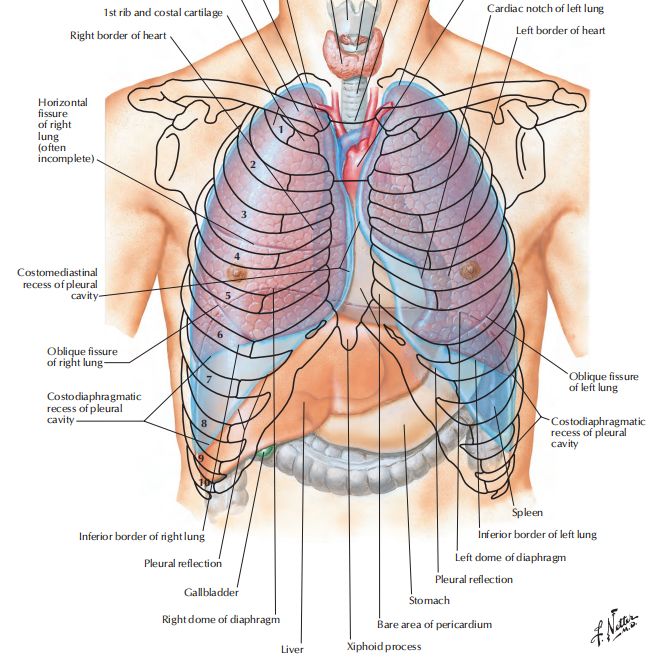 Cardiac notch of left lung
1st rib and costal cartilage
Left border of heart
Right border of heart
Horizontal
fissure
of right
lung
(often
incomplete)
1
2
3
4
5
6
7
8
9
10
Costomediastinal
recess of pleural
cavity
Oblique fissure
of right lung
Costodiaphragmatic
recess of pleural
cavity
Oblique fissure
of left lung
Costodiaphragmatic
recess of pleural
cavity
Spleen
Inferior border of right lung
Inferior border of left lung
Pleural reflection
Left dome of diaphragm
Pleural reflection
Gallbladder
Stomach
Right dome of diaphragm
Bare area of pericardium
Liver
Xiphoid process
F. Netter
M.D.